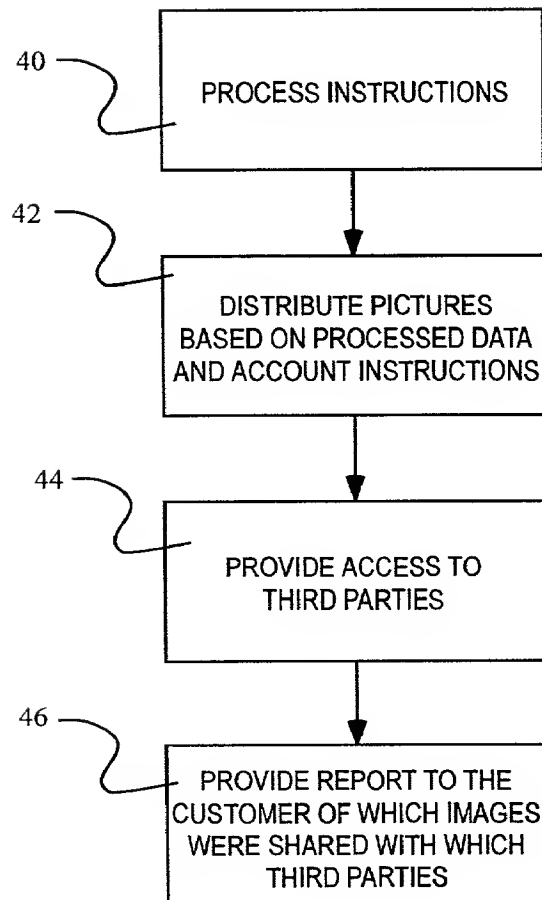 40
PROCESS INSTRUCTIONS
42
DISTRIBUTE PICTURES
BASED ON PROCESSED DATA
AND ACCOUNT INSTRUCTIONS
44
PROVIDE ACCESS TO
THIRD PARTIES
46
PROVIDE REPORT TO THE
CUSTOMER OF WHICH IMAGES
WERE SHARED WITH WHICH
THIRD PARTIES